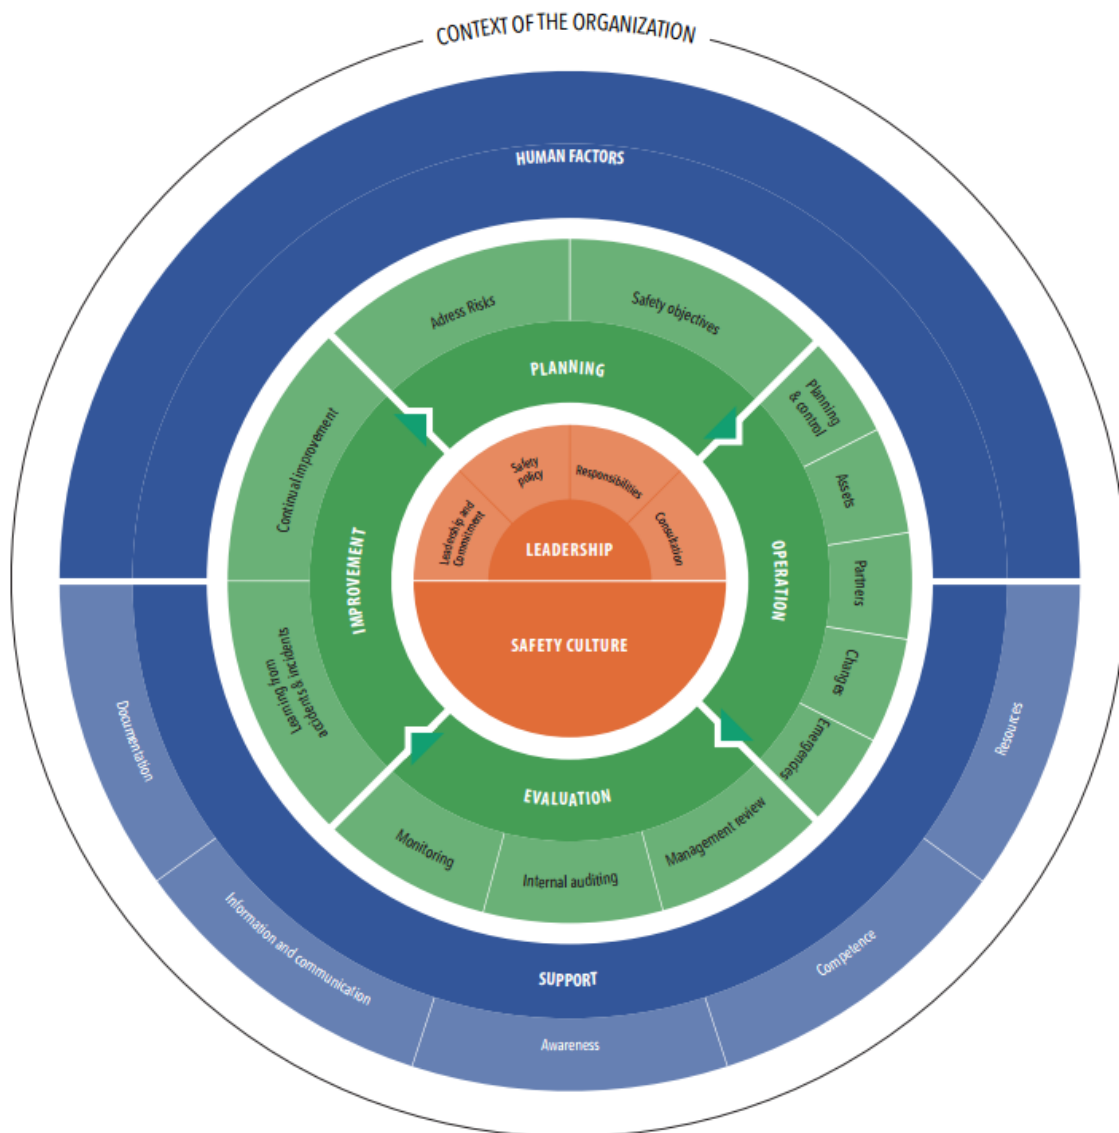 CONTEXT OF THE ORGANIZATION
HUMAN FACTORS
Adress Risks
Safety objectives
PLANNING
Planning
& control
Assets
Partners
Changes
Emergencies
OPERATION
Continual improvement
Learning from
accidents & incidents
IMPROVEMENT
Leadership and
Commitment
Safety
policy
Responsibilities
Consultation
LEADERSHIP
SAFETY CULTURE
EVALUATION
Monitoring
Internal auditing
Management review
SUPPORT
Documentation
Information and communication
Awareness
Competence
Resources